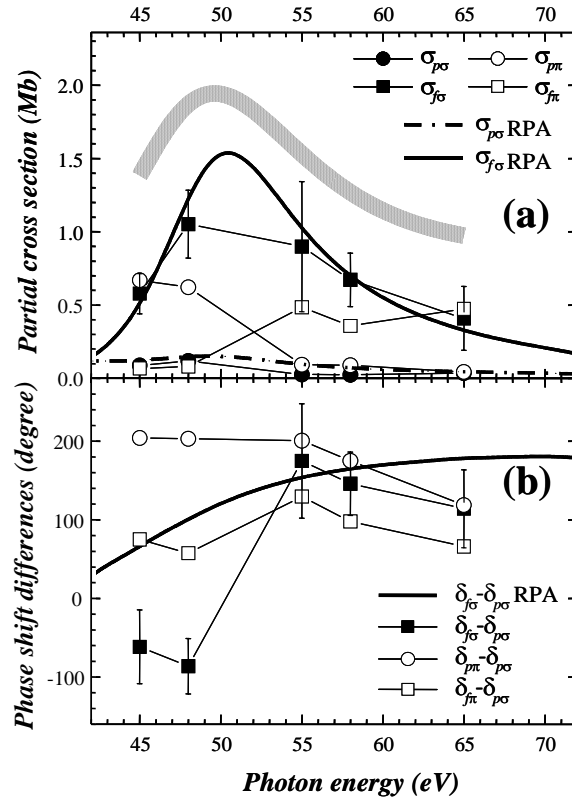 45 50 55 60 65 70
σpσ σpπ
σfσ σfπ
σpσ RPA
σfσ RPA
(a)
2.0
1.5
1.0
0.5
0.0
Partial cross section (Mb)
(b)
200
100
0
-100
Phase shift differences (degree)
δfσ-δpσ RPA
δfσ-δpσ
δpπ-δpσ
δfπ-δpσ
45 50 55 60 65 70
Photon energy (eV)